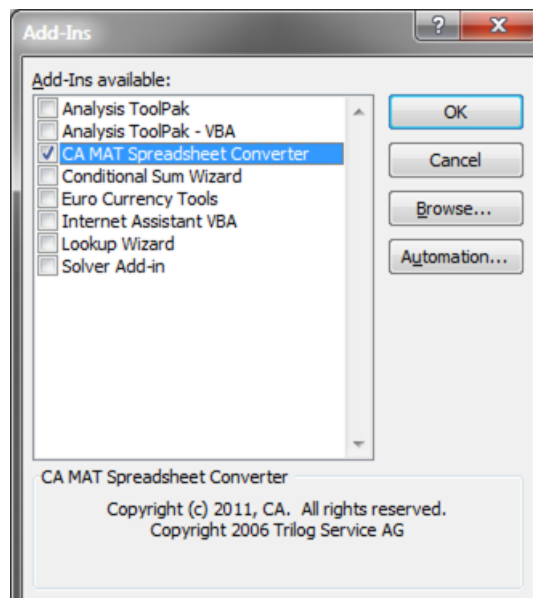 Add-Ins
?
X
Add-Ins available:
Analysis ToolPak
Analysis ToolPak - VBA
CA MAT Spreadsheet Converter
Conditional Sum Wizard
Euro Currency Tools
Internet Assistant VBA
Lookup Wizard
Solver Add-in
OK
Cancel
Browse...
Automation...
CA MAT Spreadsheet Converter
Copyright (c) 2011, CA. All rights reserved.
Copyright 2006 Trilog Service AG